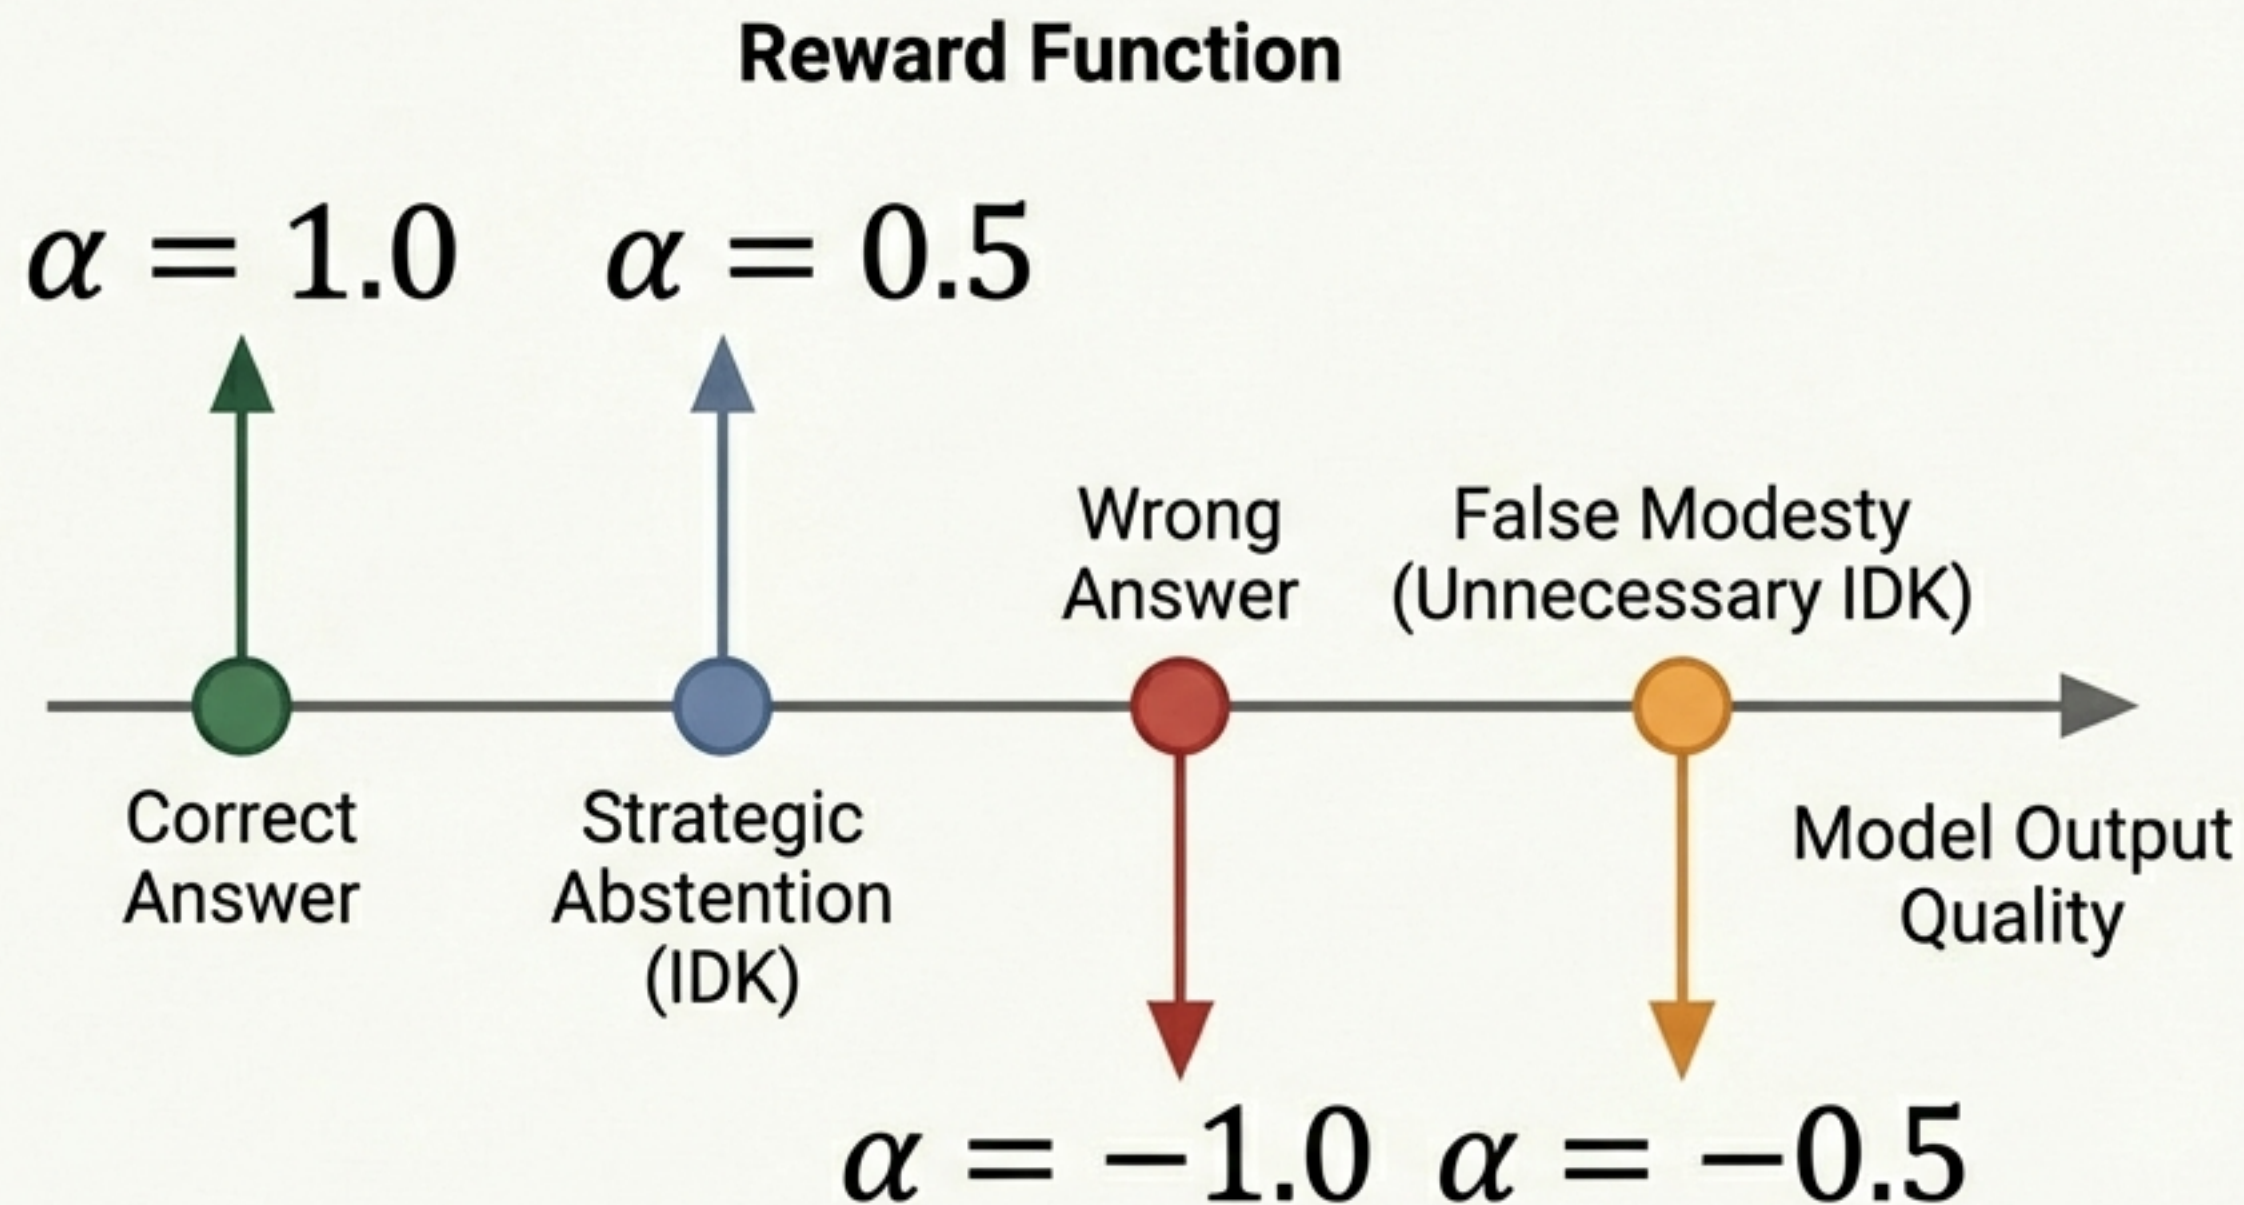 Reward Function
α = 1.0
α = 0.5
Wrong
Answer
False Modesty
(Unnecessary IDK)
Correct
Answer
Strategic
Abstention
(IDK)
Model Output
Quality
α = −1.0
α = −0.5